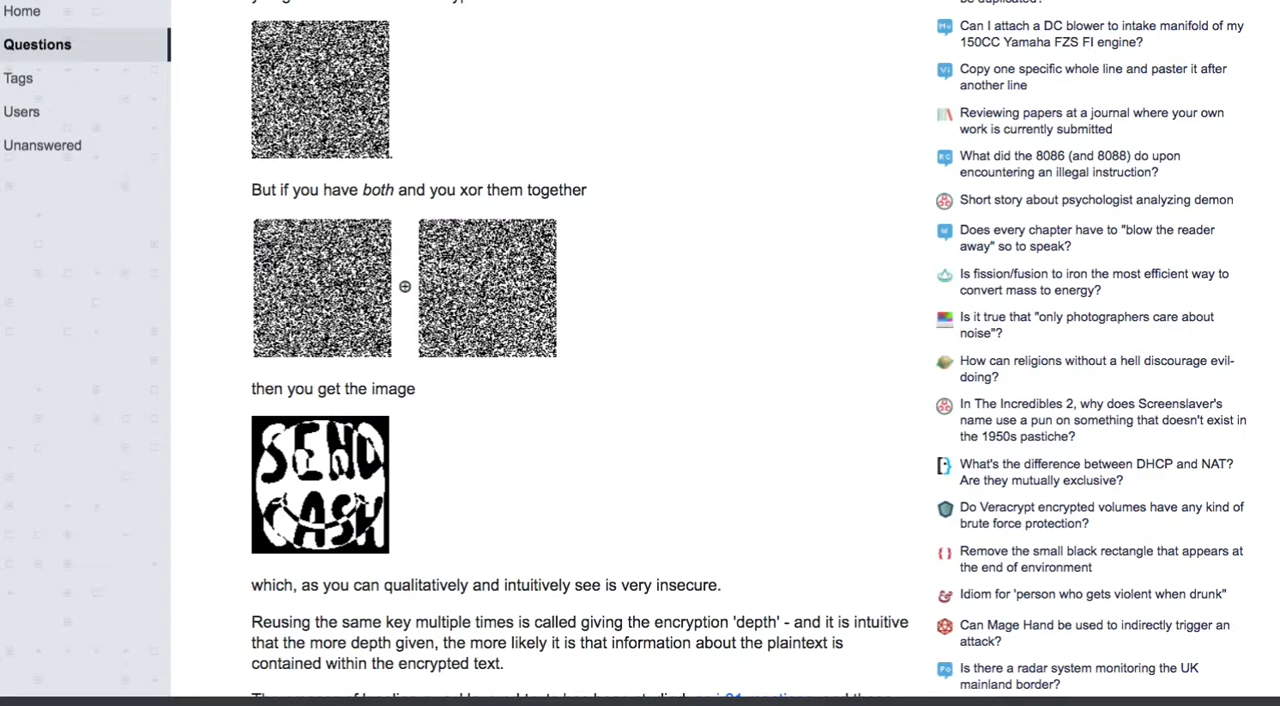 Home
Questions
Tags
Users
Unanswered
But if you have both and you xor them together
⊕
then you get the image
SEND
CASH
which, as you can qualitatively and intuitively see is very insecure.
Reusing the same key multiple times is called giving the encryption 'depth' - and it is intuitive
that the more depth given, the more likely it is that information about the plaintext is
contained within the encrypted text.
Can I attach a DC blower to intake manifold of my
150CC Yamaha FZS FI engine?
Copy one specific whole line and paster it after
another line
Reviewing papers at a journal where your own
work is currently submitted
What did the 8086 (and 8088) do upon
encountering an illegal instruction?
Short story about psychologist analyzing demon
Does every chapter have to "blow the reader
away" so to speak?
Is fission/fusion to iron the most efficient way to
convert mass to energy?
Is it true that "only photographers care about
noise"?
How can religions without a hell discourage evil-
doing?
In The Incredibles 2, why does Screenslaver's
name use a pun on something that doesn't exist in
the 1950s pastiche?
What's the difference between DHCP and NAT?
Are they mutually exclusive?
Do Veracrypt encrypted volumes have any kind of
brute force protection?
Remove the small black rectangle that appears at
the end of environment
Idiom for 'person who gets violent when drunk"
Can Mage Hand be used to indirectly trigger an
attack?
Is there a radar system monitoring the UK
mainland border?